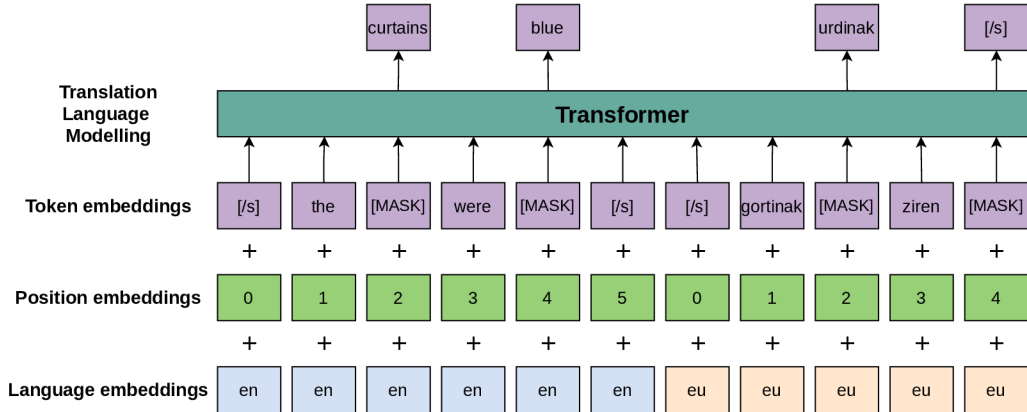 curtains blue urdinak [/s]
Translation
Language
Modelling
Transformer
Token embeddings [/s] the [MASK] were [MASK] [/s] [/s] gortinak [MASK] ziren [MASK]
+ + + + + + + + + + +
Position embeddings 0 1 2 3 4 5 0 1 2 3 4
+ + + + + + + + + + +
Language embeddings en en en en en en eu eu eu eu eu